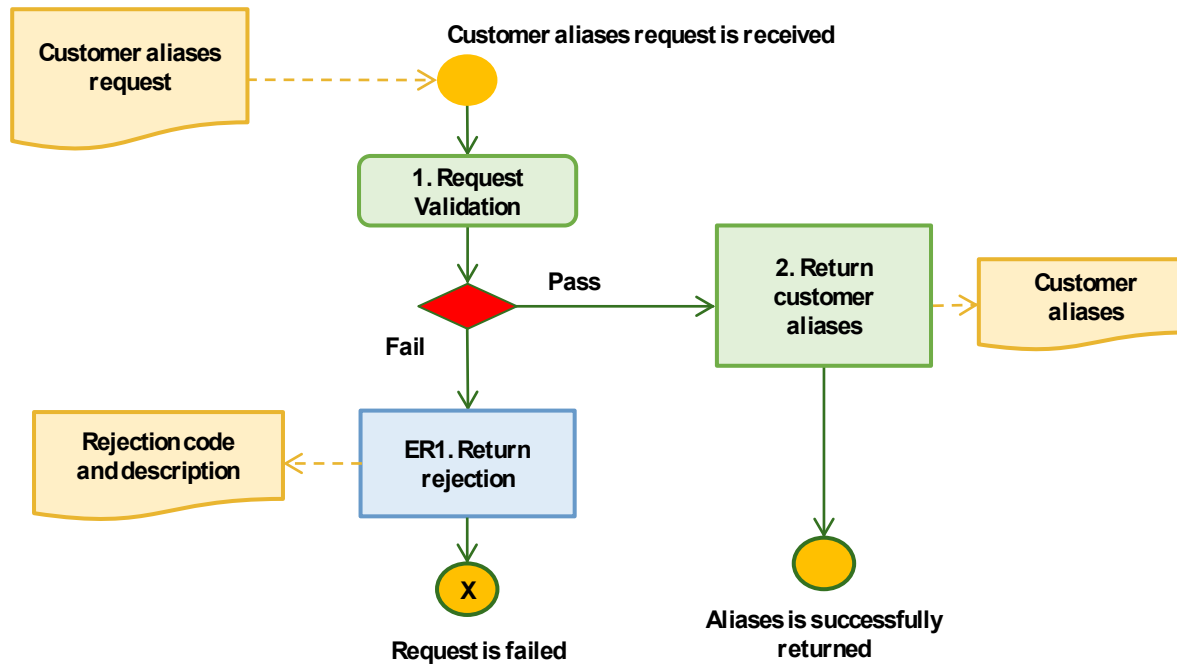 Customer aliases request is received
Customer aliases
request
1. Request
Validation
Pass
2. Return
customer
aliases
Customer
aliases
Fail
Rejection code
and description
ER1. Return
rejection
X
Request is failed
Aliases is successfully
returned